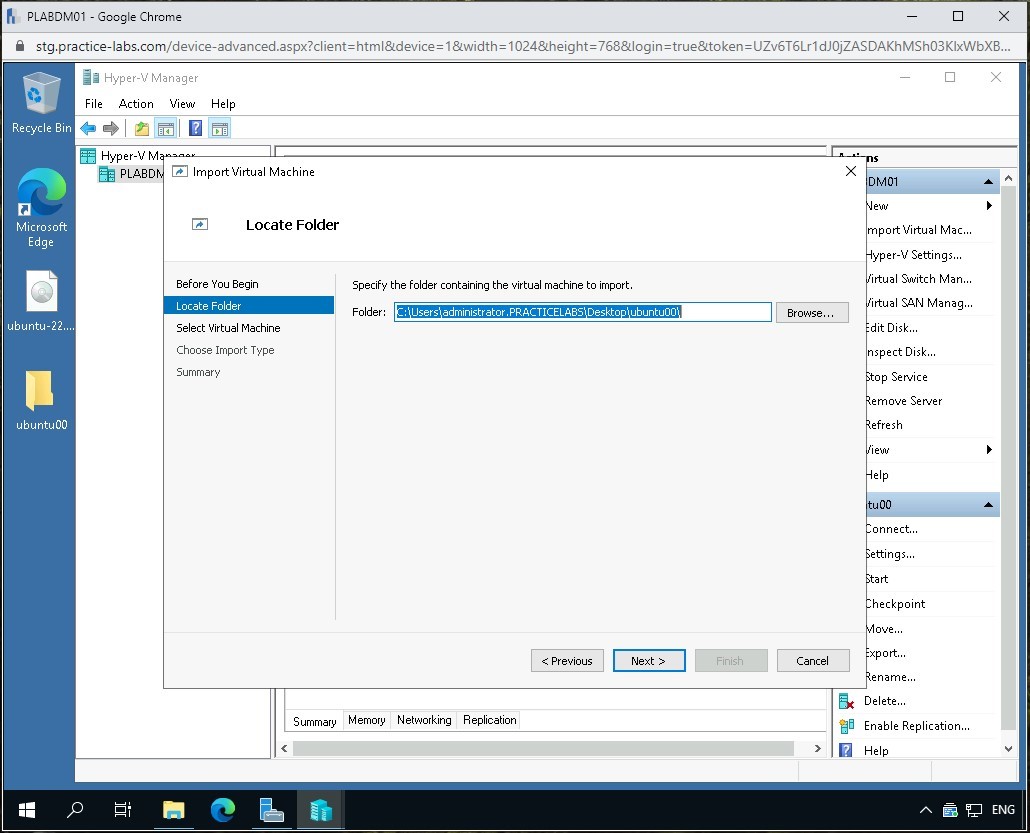 PLABDM01 - Google Chrome
stg.practice-labs.com/device-advanced.aspx?client=html&device=1&width=1024&height=768&login=true&token=UZv6T6Lr1dJ0jZASDAKhMSh03KlxWbXB...
Recycle Bin
Microsoft
Edge
ubuntu-22....
ubuntu00
Hyper-V Manager
File Action View Help
Hyper-V Manager
PLABDM
Import Virtual Machine
Locate Folder
Before You Begin
Locate Folder
Select Virtual Machine
Choose Import Type
Summary
Specify the folder containing the virtual machine to import.
Folder: C:\Users\administrator.PRACTICELABS\Desktop\ubuntu00\ Browse...
< Previous Next > Finish Cancel
Summary Memory Networking Replication
Actions
DM01
New
mport Virtual Mac...
Hyper-V Settings...
Virtual Switch Man...
Virtual SAN Manag...
Edit Disk...
nspect Disk...
Stop Service
Remove Server
Refresh
View
Help
tu00
Connect...
Settings...
Start
Checkpoint
Move...
Export...
Rename...
Delete...
Enable Replication...
Help
ENG